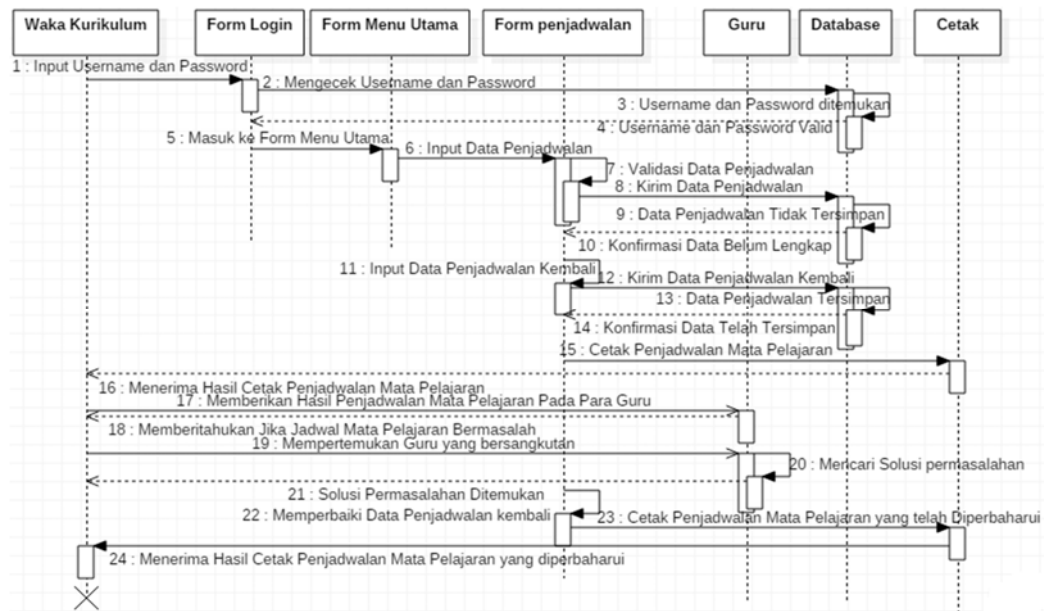 Waka Kurikulum
Form Login
Form Menu Utama
Form penjadwalan
Guru
Database
Cetak
1 : Input Username dan Password
2 : Mengecek Username dan Password
3 : Username dan Password ditemukan
4 : Username dan Password Valid
5 : Masuk ke Form Menu Utama
6 : Input Data Penjadwalan
7 : Validasi Data Penjadwalan
8 : Kirim Data Penjadwalan
9 : Data Penjadwalan Tidak Tersimpan
10 : Konfirmasi Data Belum Lengkap
11 : Input Data Penjadwalan Kembali
12 : Kirim Data Penjadwalan Kembali
13 : Data Penjadwalan Tersimpan
14 : Konfirmasi Data Telah Tersimpan
15 : Cetak Penjadwalan Mata Pelajaran
16 : Menerima Hasil Cetak Penjadwalan Mata Pelajaran
17 : Memberikan Hasil Penjadwalan Mata Pelajaran Pada Para Guru
18 : Memberitahukan Jika Jadwal Mata Pelajaran Bermasalah
19 : Mempertemukan Guru yang bersangkutan
20 : Mencari Solusi permasalahan
21 : Solusi Permasalahan Ditemukan
22 : Memperbaiki Data Penjadwalan kembali
23 : Cetak Penjadwalan Mata Pelajaran yang telah Diperbaharui
24 : Menerima Hasil Cetak Penjadwalan Mata Pelajaran yang diperbaharui